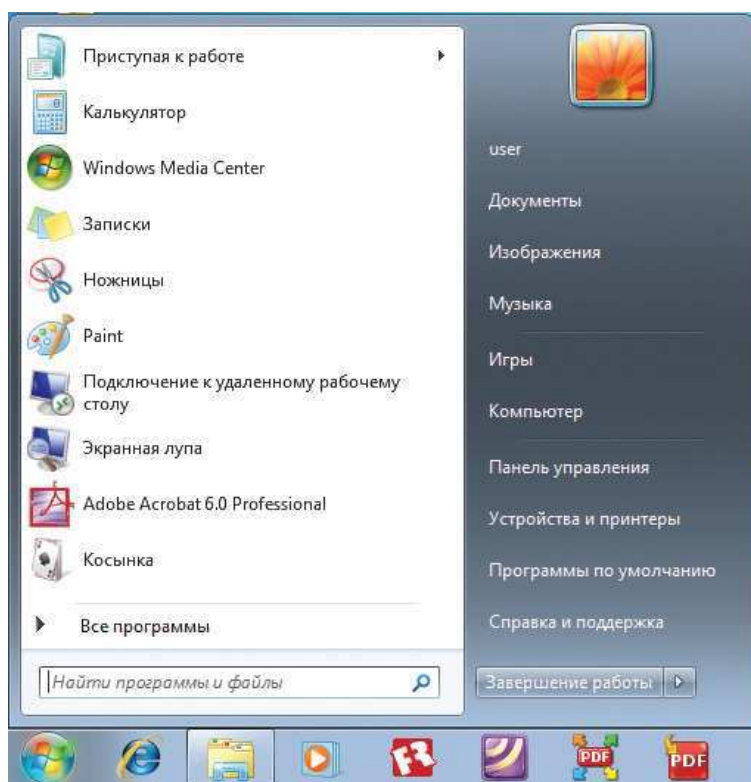 Приступая к работе
Калькулятор
Windows Media Center
Записки
Ножницы
Paint
Подключение к удаленному рабочему
столу
Экранная лупа
Adobe Acrobat 6.0 Professional
Косынка
Все программы
Найти программы и файлы
user
Документы
Изображения
Музыка
Игры
Компьютер
Панель управления
Устройства и принтеры
Программы по умолчанию
Справка и поддержка
Завершение работы
PDF
PDF